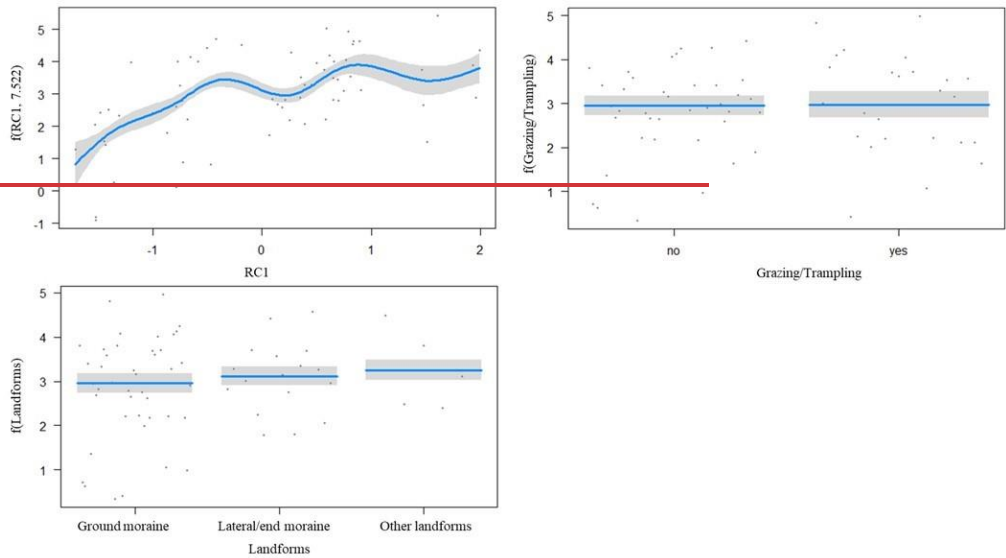 f(RC1, 7.522)
5
4
3
2
1
0
-1
-1
0
1
2
RC1
f(Grazing/Trampling)
5
4
3
2
1
no
yes
Grazing/Trampling
f(Landforms)
5
4
3
2
1
Ground moraine
Lateral/end moraine
Other landforms
Landforms